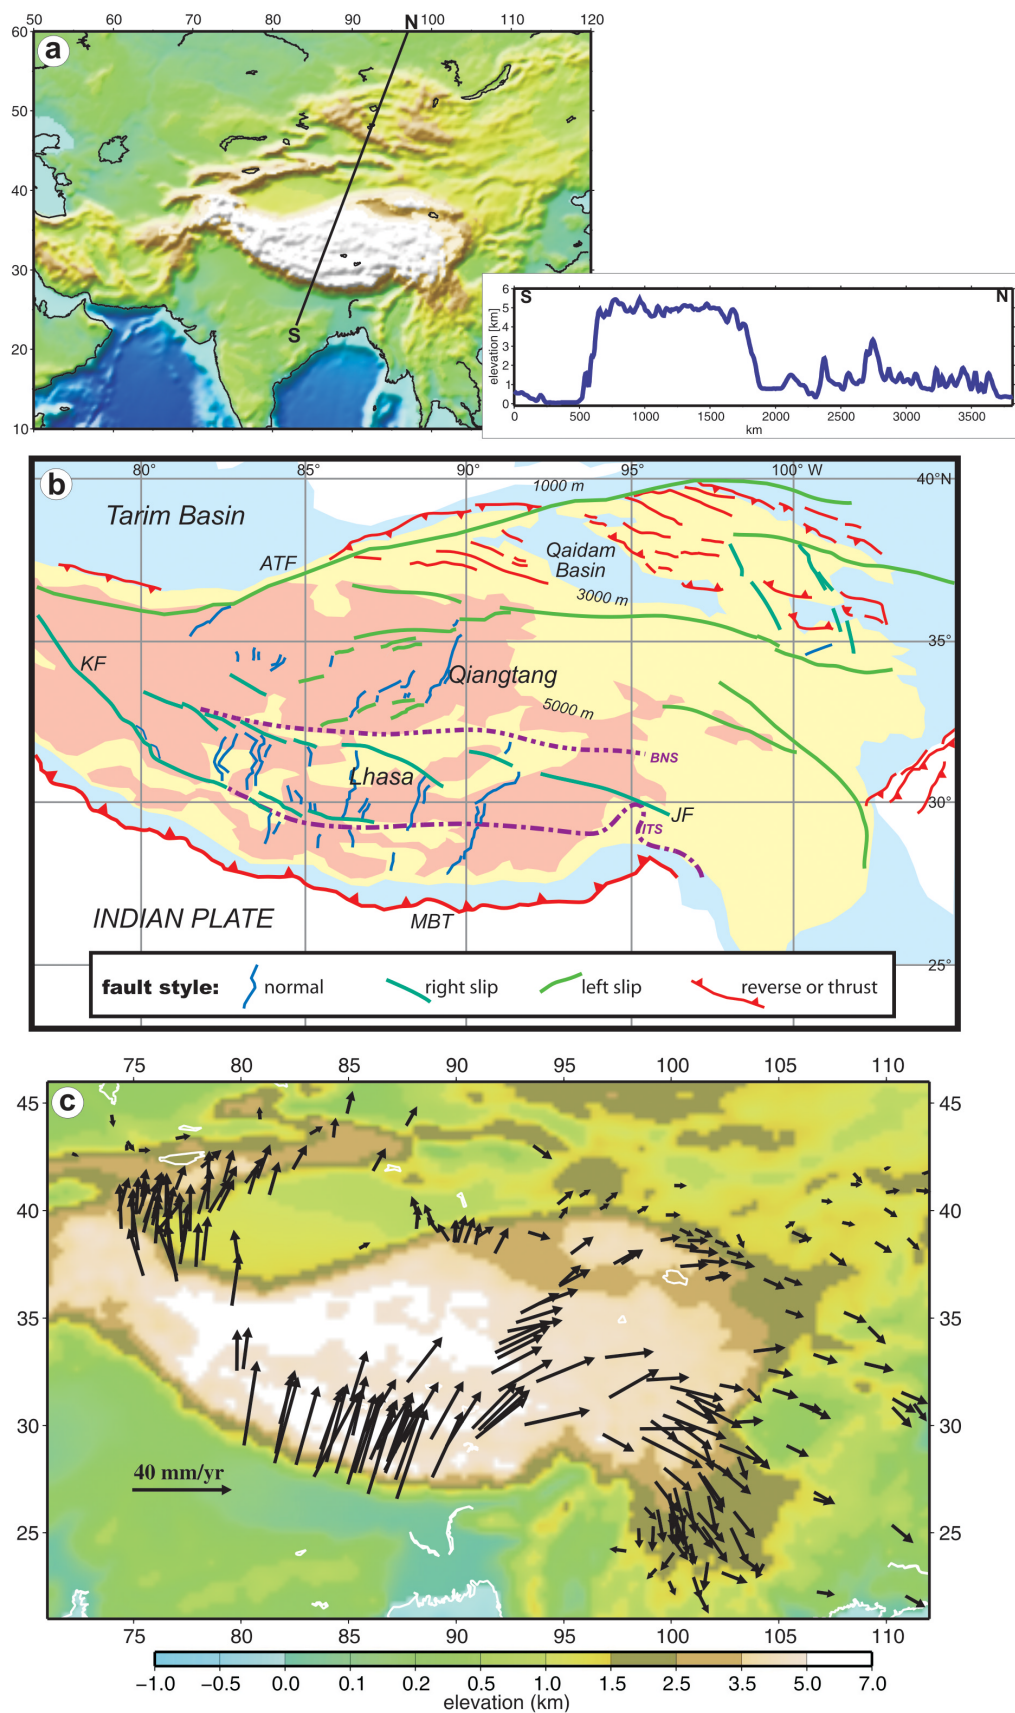 50 60 70 80 90 N 100 110 120
a
60
50
40
30
20
10
S
60 70 80 90 100
S N
elevation [km]
6
5
4
3
2
1
0
0 500 1000 1500 2000 2500 3000 3500
km
b
80° 85° 90° 95° 100° W
40°N
1000 m
Tarim Basin
ATF
Qaidam
Basin
3000 m
35°
KF
Qiangtang
5000 m
BNS
Lhasa
30°
JF
ITS
INDIAN PLATE
MBT
25°
fault style: normal right slip left slip reverse or thrust
75 80 85 90 95 100 105 110
c
45 45
40 40
35 35
30 30
40 mm/yr
25 25
75 80 85 90 95 100 105 110
−1.0 −0.5 0.0 0.1 0.2 0.5 1.0 1.5 2.5 3.5 5.0 7.0
elevation (km)